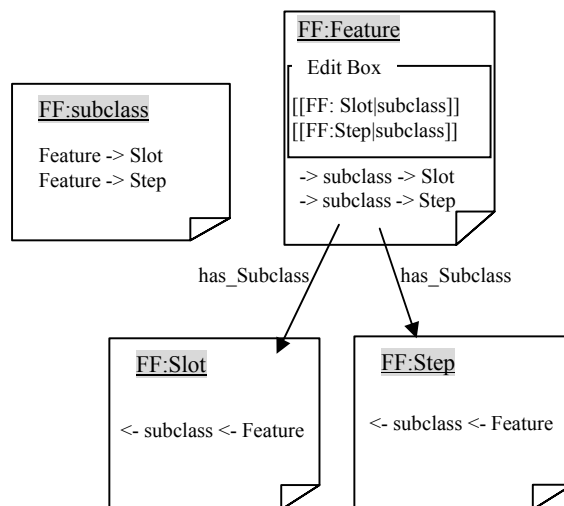 FF:subclass
Feature -> Slot
Feature -> Step
FF:Feature
Edit Box
[[FF: Slot|subclass]]
[[FF:Step|subclass]]
-> subclass -> Slot
-> subclass -> Step
has_Subclass
has_Subclass
FF:Slot
<- subclass <- Feature
FF:Step
<- subclass <- Feature